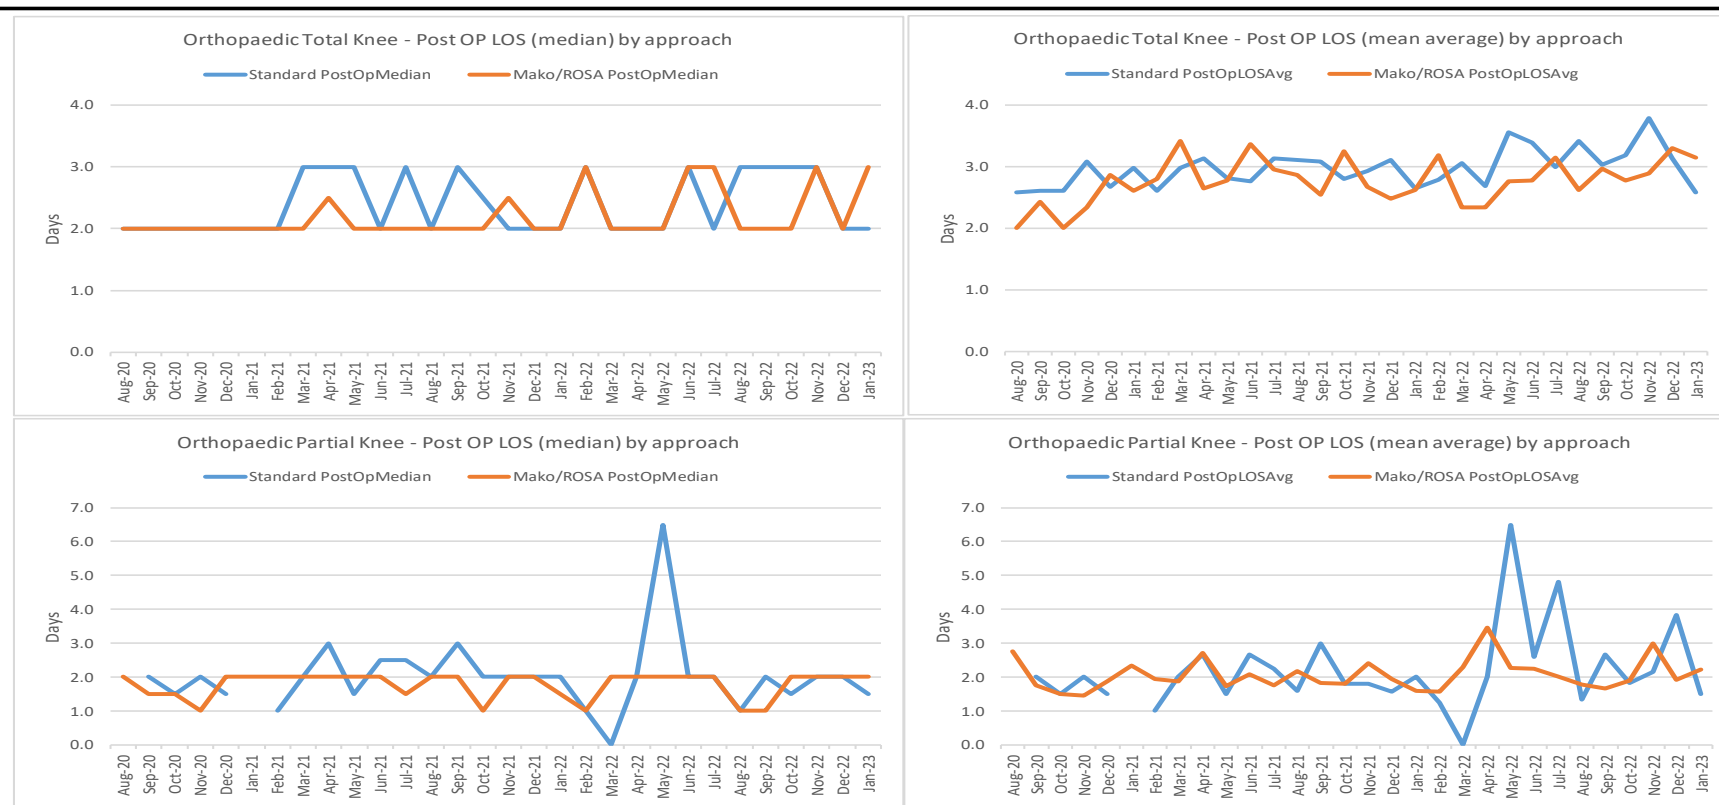 Orthopaedic Total Knee - Post OP LOS (median) by approach
Standard PostOpMedian Mako/ROSA PostOpMedian
4.0
3.0
2.0
1.0
0.0
Days
Aug-20 Sep-20 Oct-20 Nov-20 Dec-20 Jan-21 Feb-21 Mar-21 Apr-21 May-21 Jun-21 Jul-21 Aug-21 Sep-21 Oct-21 Nov-21 Dec-21 Jan-22 Feb-22 Mar-22 Apr-22 May-22 Jun-22 Jul-22 Aug-22 Sep-22 Oct-22 Nov-22 Dec-22 Jan-23
Orthopaedic Total Knee - Post OP LOS (mean average) by approach
Standard PostOpLOSAvg Mako/ROSA PostOpLOSAvg
4.0
3.0
2.0
1.0
0.0
Days
Aug-20 Sep-20 Oct-20 Nov-20 Dec-20 Jan-21 Feb-21 Mar-21 Apr-21 May-21 Jun-21 Jul-21 Aug-21 Sep-21 Oct-21 Nov-21 Dec-21 Jan-22 Feb-22 Mar-22 Apr-22 May-22 Jun-22 Jul-22 Aug-22 Sep-22 Oct-22 Nov-22 Dec-22 Jan-23
Orthopaedic Partial Knee - Post OP LOS (median) by approach
Standard PostOpMedian Mako/ROSA PostOpMedian
7.0
6.0
5.0
4.0
3.0
2.0
1.0
0.0
Days
Aug-20 Sep-20 Oct-20 Nov-20 Dec-20 Jan-21 Feb-21 Mar-21 Apr-21 May-21 Jun-21 Jul-21 Aug-21 Sep-21 Oct-21 Nov-21 Dec-21 Jan-22 Feb-22 Mar-22 Apr-22 May-22 Jun-22 Jul-22 Aug-22 Sep-22 Oct-22 Nov-22 Dec-22 Jan-23
Orthopaedic Partial Knee - Post OP LOS (mean average) by approach
Standard PostOpLOSAvg Mako/ROSA PostOpLOSAvg
7.0
6.0
5.0
4.0
3.0
2.0
1.0
0.0
Days
Aug-20 Sep-20 Oct-20 Nov-20 Dec-20 Jan-21 Feb-21 Mar-21 Apr-21 May-21 Jun-21 Jul-21 Aug-21 Sep-21 Oct-21 Nov-21 Dec-21 Jan-22 Feb-22 Mar-22 Apr-22 May-22 Jun-22 Jul-22 Aug-22 Sep-22 Oct-22 Nov-22 Dec-22 Jan-23